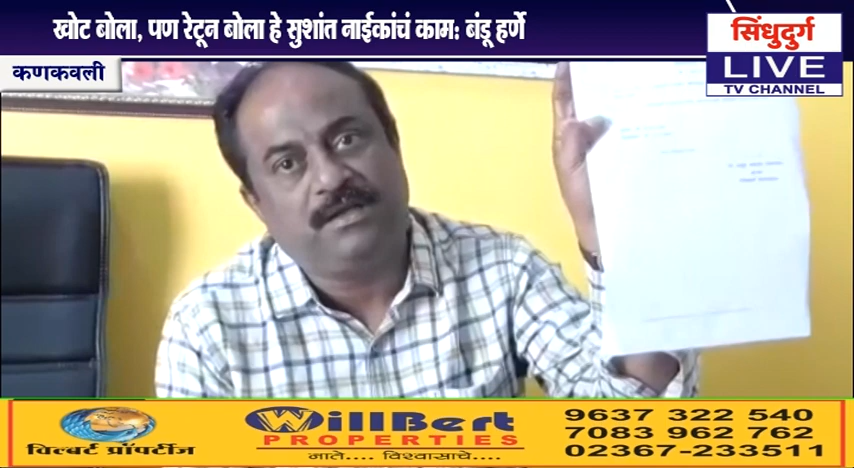 खोट बोला, पण रेटून बोला हे सुशांत नाईकांचं काम: बंडू हर्णे
सिंधुदुर्ग
LIVE
TV CHANNEL
कणकवली
विल्बर्ट प्रॉपर्टीज
WillBert
PROPERTIES
नाते.... विश्वासाचे....
9637 322 540
7083 962 762
02367-233511